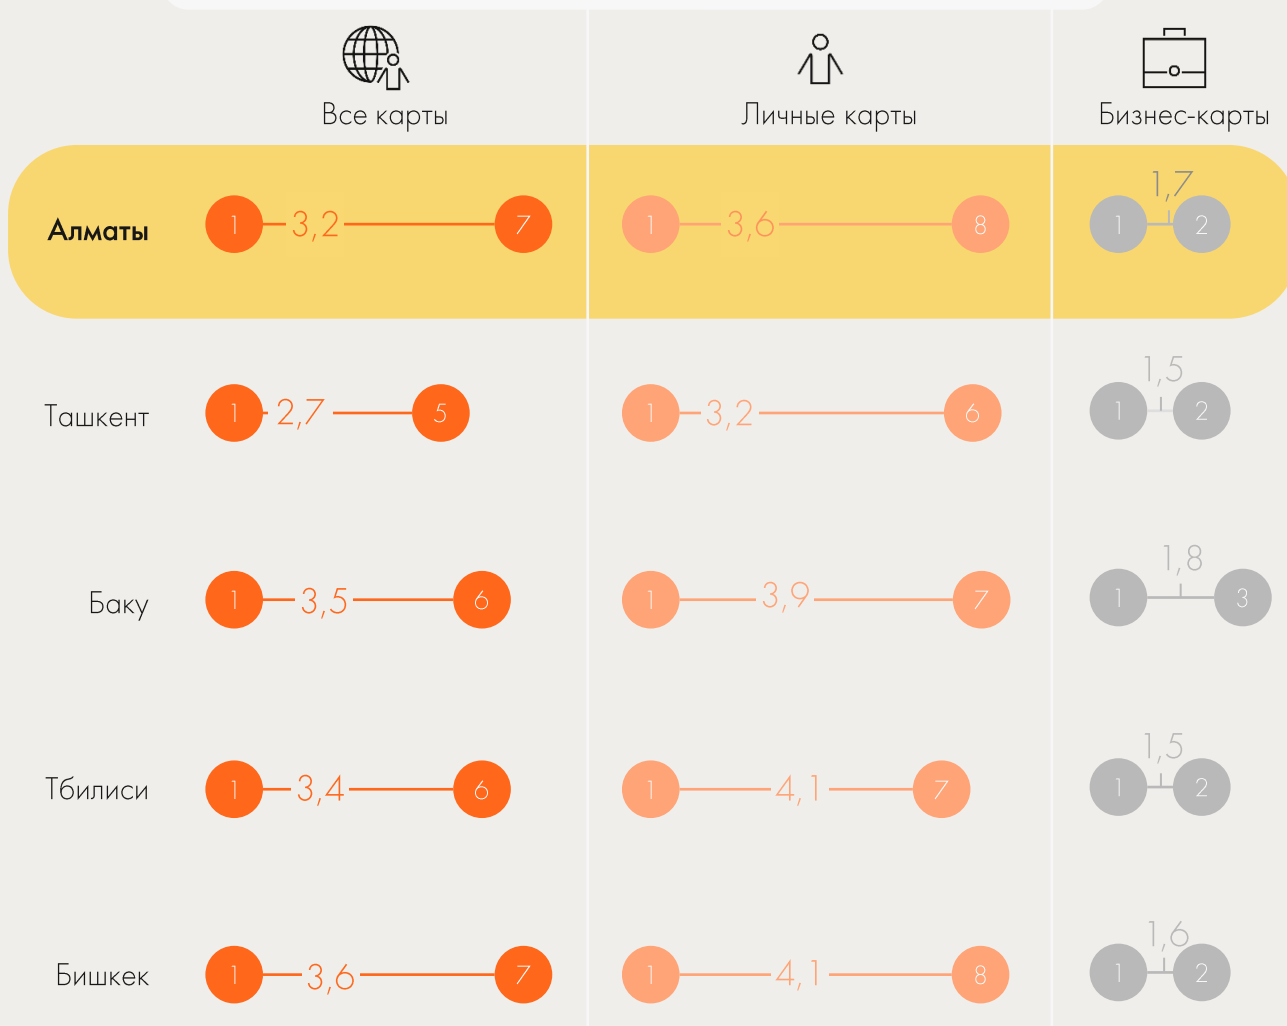 Все карты
Личные карты
Бизнес-карты
Алматы 1 3,2 7 1 3,6 8 1 1,7 2
Ташкент 1 2,7 5 1 3,2 6 1 1,5 2
Баку 1 3,5 6 1 3,9 7 1 1,8 3
Тбилиси 1 3,4 6 1 4,1 7 1 1,5 2
Бишкек 1 3,6 7 1 4,1 8 1 1,6 2